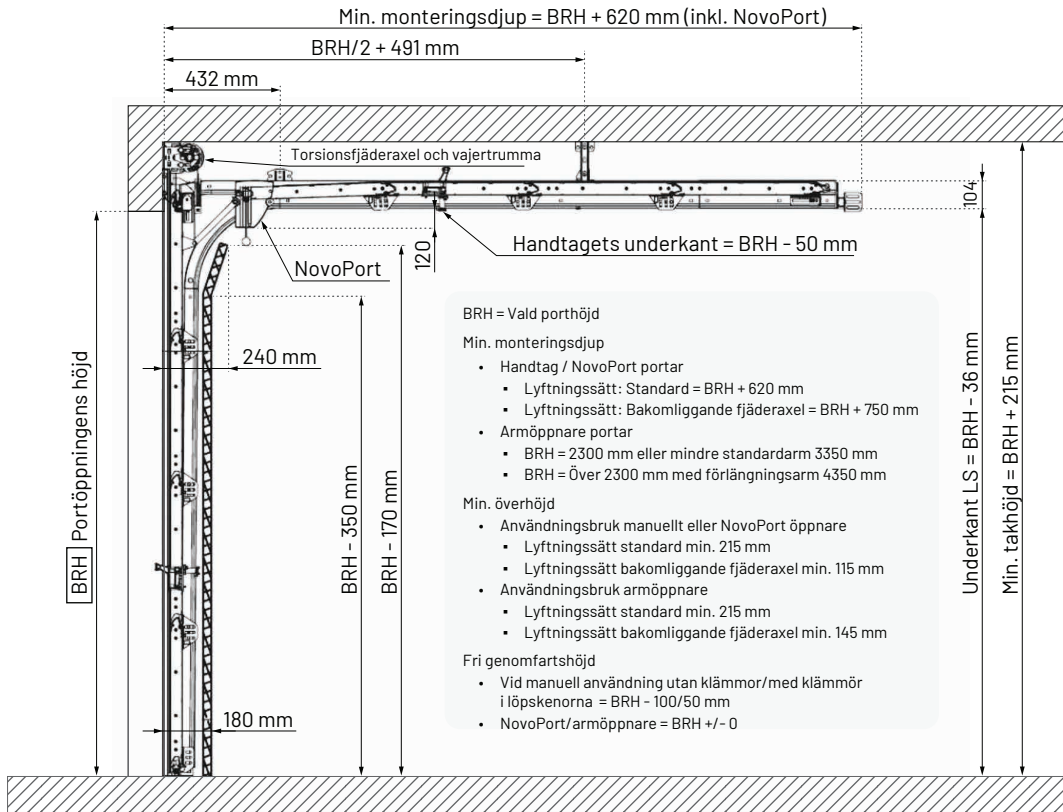 Min. monteringsdjup = BRH + 620 mm (inkl. NovoPort)
BRH/2 + 491 mm
432 mm
Torsionsfjäderaxel och vajertrumma
104
120
Handtagets underkant = BRH - 50 mm
NovoPort
240 mm
180 mm
BRH Portöppningens höjd
BRH - 350 mm
BRH - 170 mm
Underkant LS = BRH - 36 mm
Min. takhöjd = BRH + 215 mm
BRH = Vald porthöjd
Min. monteringsdjup
• Handtag / NovoPort portar
▪ Lyftningssätt: Standard = BRH + 620 mm
▪ Lyftningssätt: Bakomliggande fjäderaxel = BRH + 750 mm
• Armöppnare portar
▪ BRH = 2300 mm eller mindre standardarm 3350 mm
▪ BRH = Över 2300 mm med förlängningsarm 4350 mm
Min. överhöjd
• Användningsbruk manuellt eller NovoPort öppnare
▪ Lyftningssätt standard min. 215 mm
▪ Lyftningssätt bakomliggande fjäderaxel min. 115 mm
• Användningsbruk armöppnare
▪ Lyftningssätt standard min. 215 mm
▪ Lyftningssätt bakomliggande fjäderaxel min. 145 mm
Fri genomfartshöjd
• Vid manuell användning utan klämmor/med klämmör
i löpskenorna = BRH - 100/50 mm
• NovoPort/armöppnare = BRH +/- 0